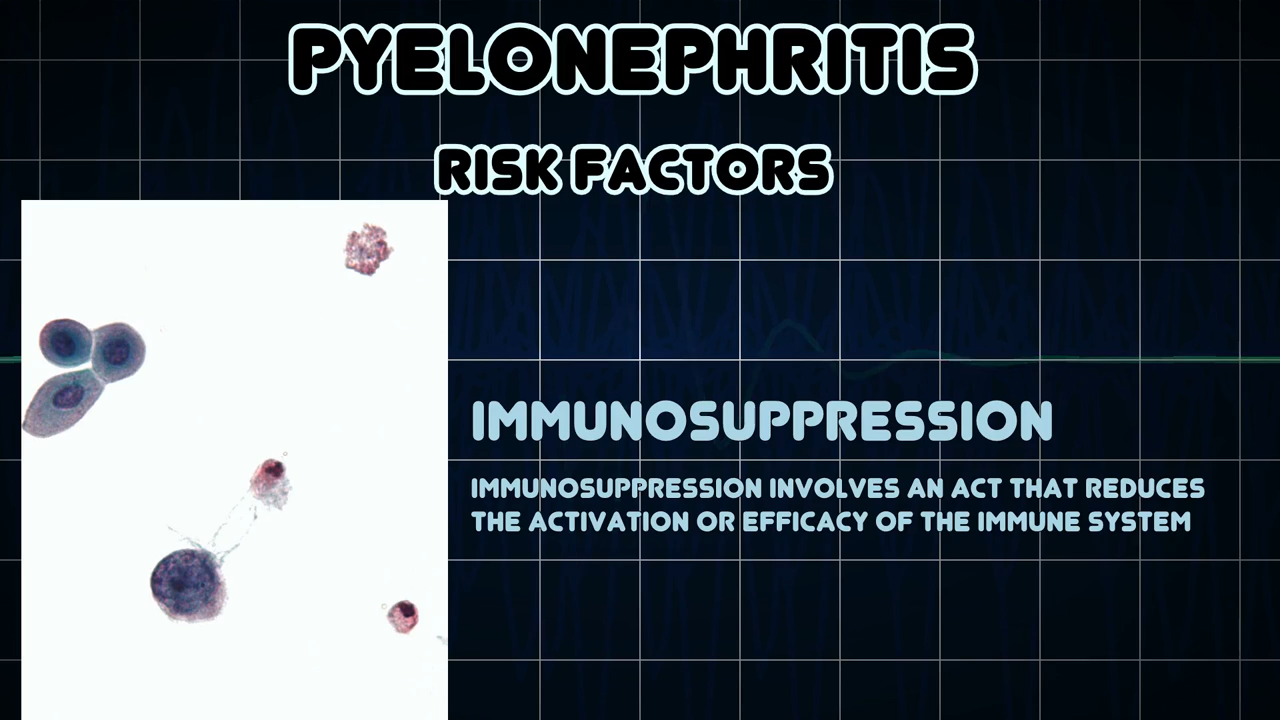 PYELONEPHRITIS
RISK FACTORS
IMMUNOSUPPRESSION
IMMUNOSUPPRESSION INVOLVES AN ACT THAT REDUCES
THE ACTIVATION OR EFFICACY OF THE IMMUNE SYSTEM